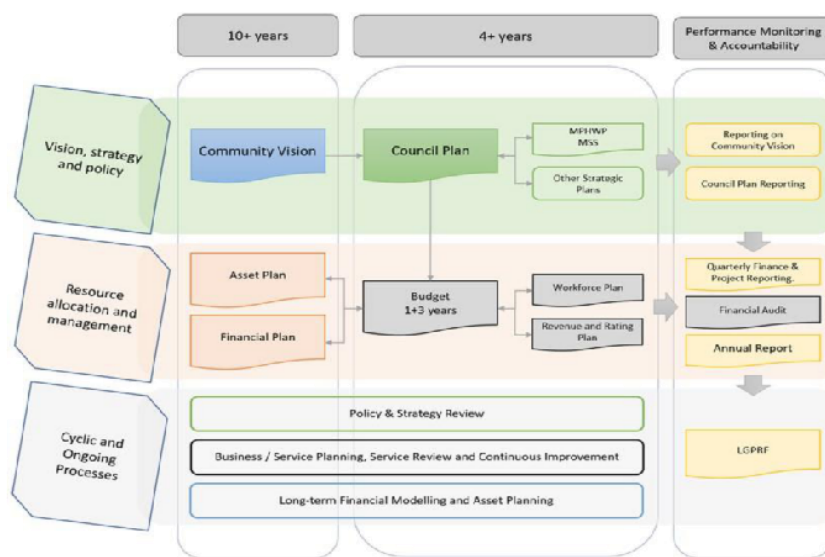 10+ years
4+ years
Performance Monitoring
& Accountability
Vision, strategy
and policy
Community Vision
Council Plan
MPHWP
MSS
Other Strategic
Plans
Reporting on
Community Vision
Council Plan Reporting
Resource
allocation and
management
Asset Plan
Financial Plan
Budget
1+3 years
Workforce Plan
Revenue and Rating
Plan
Quarterly Finance &
Project Reporting.
Financial Audit
Annual Report
Cyclic and
Ongoing
Processes
Policy & Strategy Review
Business / Service Planning, Service Review and Continuous Improvement
Long-term Financial Modelling and Asset Planning
LGPRF